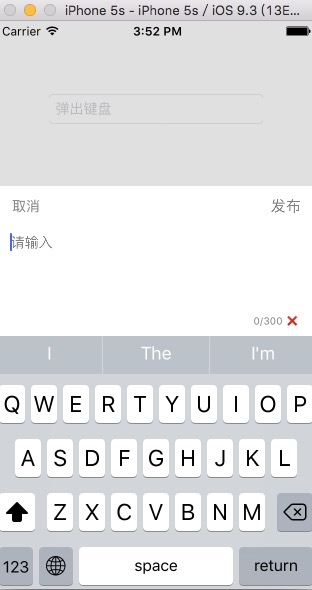 iPhone 5s - iPhone 5s / iOS 9.3 (13E...
Carrier 3:52 PM
弹出键盘
取消 发布
请输入
0/300
I The I'm
Q W E R T Y U I O P
A S D F G H J K L
Z X C V B N M
123 space return